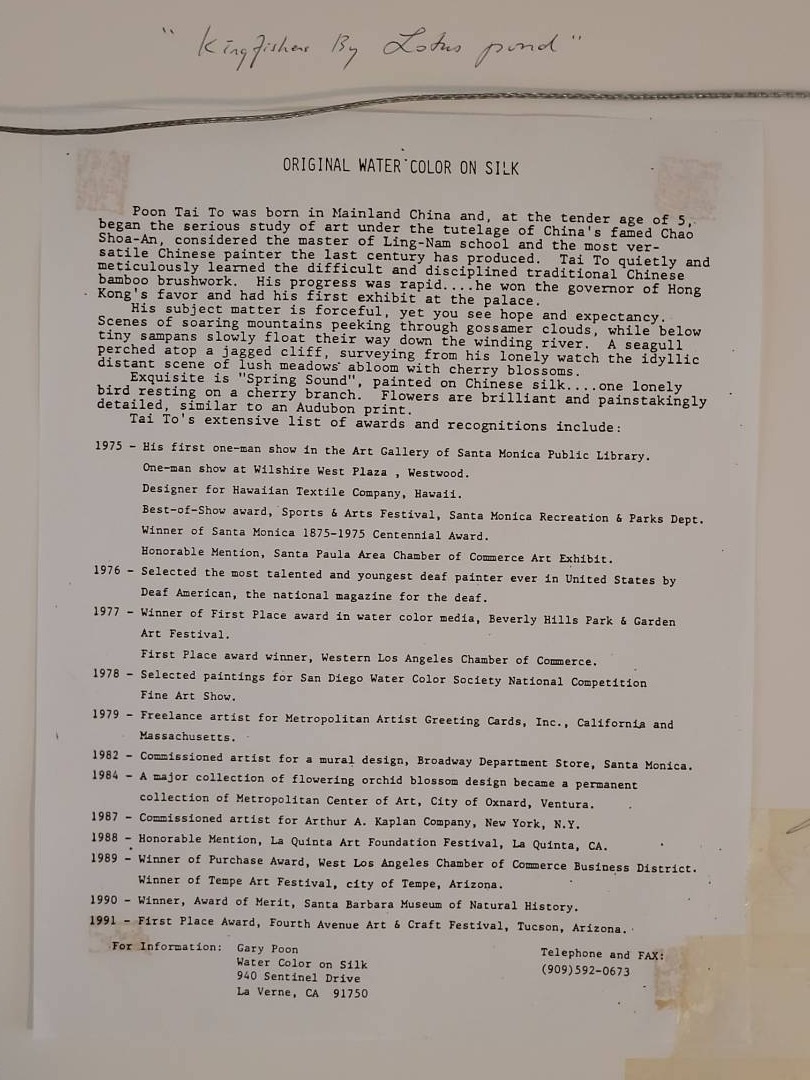 "Kingfisher By Lotus pond"
ORIGINAL WATER COLOR ON SILK
Poon Tai To was born in Mainland China and, at the tender age of 5,
began the serious study of art under the tutelage of China's famed Chao
Shoa-An, considered the master of Ling-Nam school and the most ver-
satile Chinese painter the last century has produced. Tai To quietly and
meticulously learned the difficult and disciplined traditional Chinese
bamboo brushwork. His progress was rapid....he won the governor of Hong
Kong's favor and had his first exhibit at the palace.
His subject matter is forceful, yet you see hope and expectancy.
Scenes of soaring mountains peeking through gossamer clouds, while below
tiny sampans slowly float their way down the winding river. A seagull
perched atop a jagged cliff, surveying from his lonely watch the idyllic
distant scene of lush meadows abloom with cherry blossoms.
Exquisite is "Spring Sound", painted on Chinese silk....one lonely
bird resting on a cherry branch. Flowers are brilliant and painstakingly
detailed, similar to an Audubon print.
Tai To's extensive list of awards and recognitions include:
1975 - His first one-man show in the Art Gallery of Santa Monica Public Library.
One-man show at Wilshire West Plaza , Westwood.
Designer for Hawaiian Textile Company, Hawaii.
Best-of-Show award, Sports & Arts Festival, Santa Monica Recreation & Parks Dept.
Winner of Santa Monica 1875-1975 Centennial Award.
Honorable Mention, Santa Paula Area Chamber of Commerce Art Exhibit.
1976 - Selected the most talented and youngest deaf painter ever in United States by
Deaf American, the national magazine for the deaf.
1977 - Winner of First Place award in water color media, Beverly Hills Park & Garden
Art Festival.
First Place award winner, Western Los Angeles Chamber of Commerce.
1978 - Selected paintings for San Diego Water Color Society National Competition
Fine Art Show.
1979 - Freelance artist for Metropolitan Artist Greeting Cards, Inc., California and
Massachusetts.
1982 - Commissioned artist for a mural design, Broadway Department Store, Santa Monica.
1984 - A major collection of flowering orchid blossom design became a permanent
collection of Metropolitan Center of Art, City of Oxnard, Ventura.
1987 - Commissioned artist for Arthur A. Kaplan Company, New York, N.Y.
1988 - Honorable Mention, La Quinta Art Foundation Festival, La Quinta, CA.
1989 - Winner of Purchase Award, West Los Angeles Chamber of Commerce Business District.
Winner of Tempe Art Festival, city of Tempe, Arizona.
1990 - Winner, Award of Merit, Santa Barbara Museum of Natural History.
1991 - First Place Award, Fourth Avenue Art & Craft Festival, Tucson, Arizona.
For Information: Gary Poon
Water Color on Silk
940 Sentinel Drive
La Verne, CA 91750
Telephone and FAX:
(909)592-0673